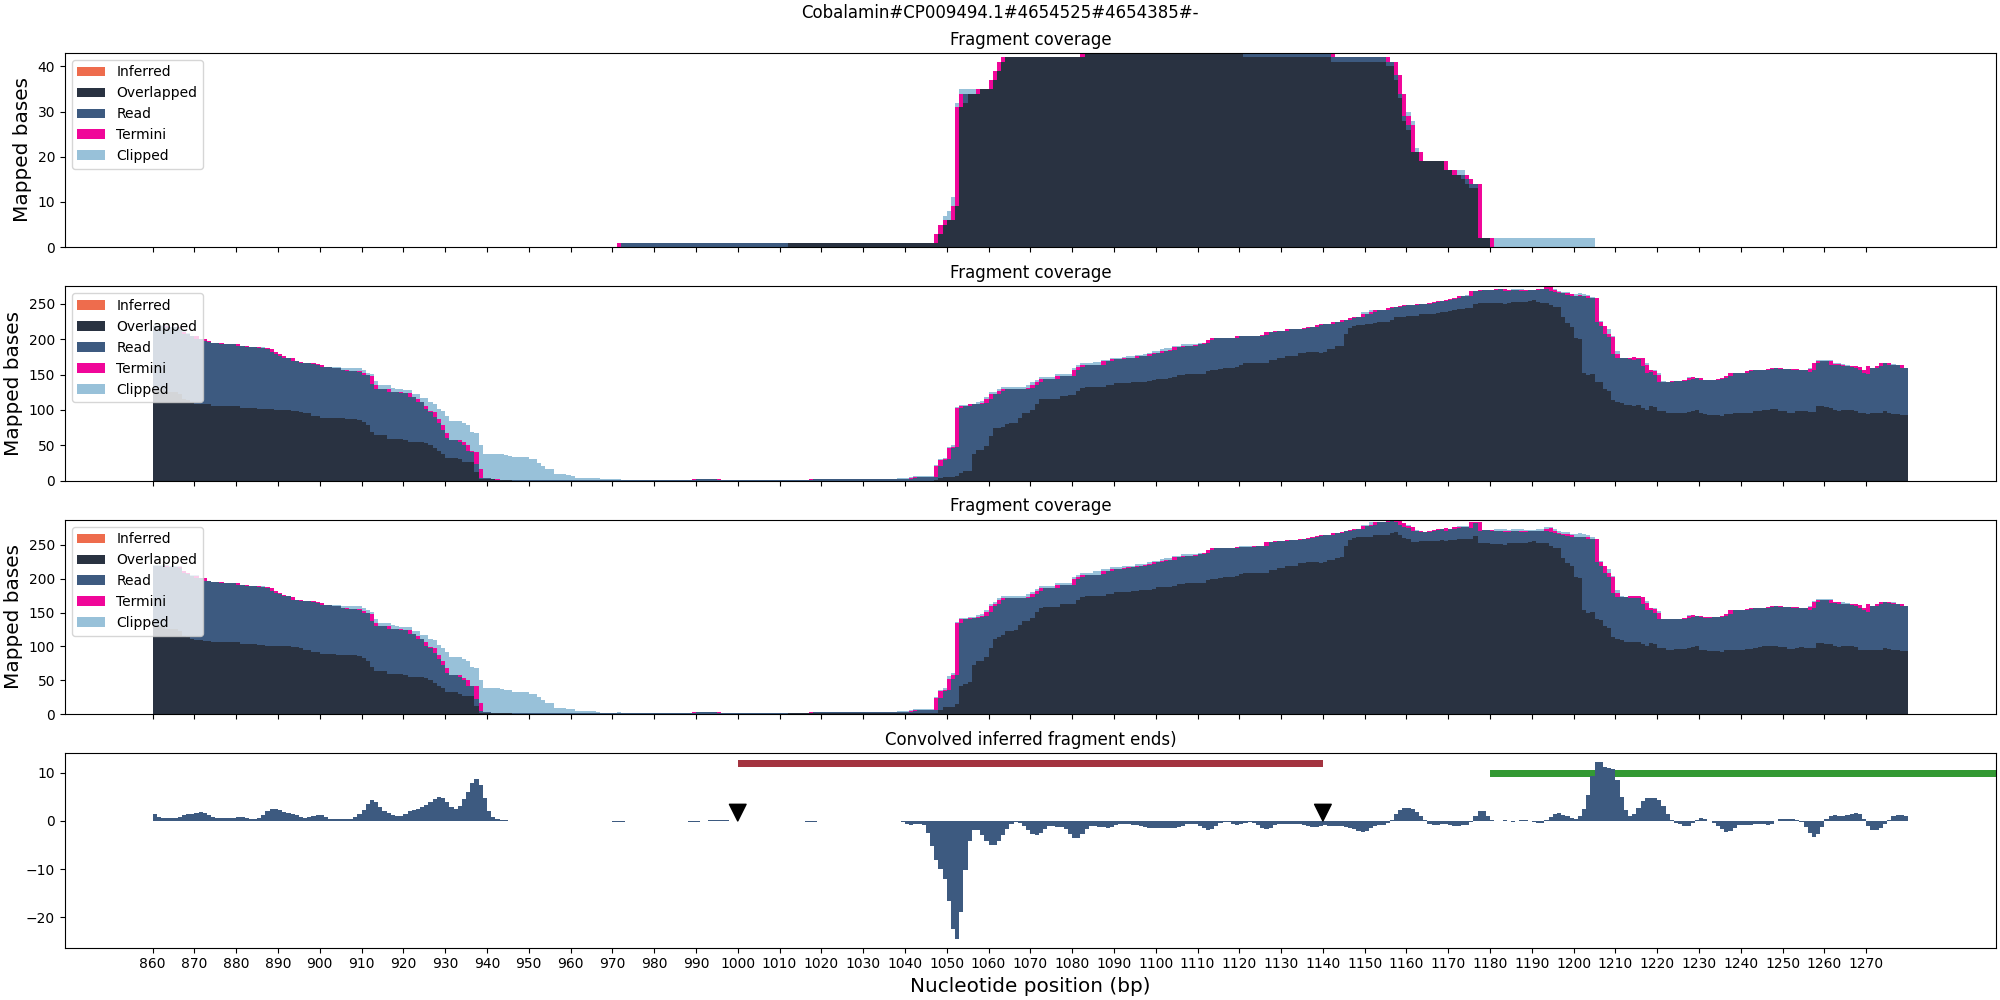 Cobalamin#CP009494.1#4654525#4654385#-
Fragment coverage
Mapped bases
40
30
20
10
0
Inferred
Overlapped
Read
Termini
Clipped
Fragment coverage
Mapped bases
250
200
150
100
50
0
Inferred
Overlapped
Read
Termini
Clipped
Fragment coverage
Mapped bases
250
200
150
100
50
0
Inferred
Overlapped
Read
Termini
Clipped
Convolved inferred fragment ends)
10
0
−10
−20
860 870 880 890 900 910 920 930 940 950 960 970 980 990 1000 1010 1020 1030 1040 1050 1060 1070 1080 1090 1100 1110 1120 1130 1140 1150 1160 1170 1180 1190 1200 1210 1220 1230 1240 1250 1260 1270
Nucleotide position (bp)